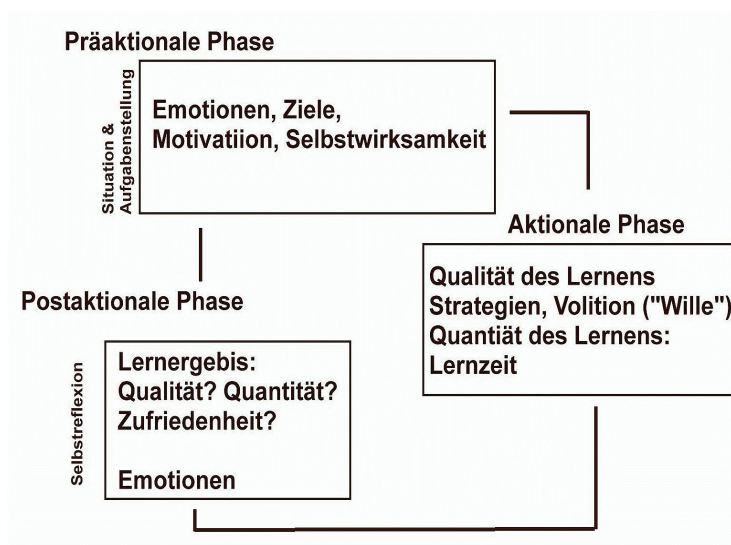 Präaktionale Phase
Situation &
Aufgabenstellung
Emotionen, Ziele,
Motivatiion, Selbstwirksamkeit
Aktionale Phase
Qualität des Lernens
Strategien, Volition ("Wille")
Quantiät des Lernens:
Lernzeit
Postaktionale Phase
Selbstreflexion
Lernergebis:
Qualität? Quantität?
Zufriedenheit?
Emotionen